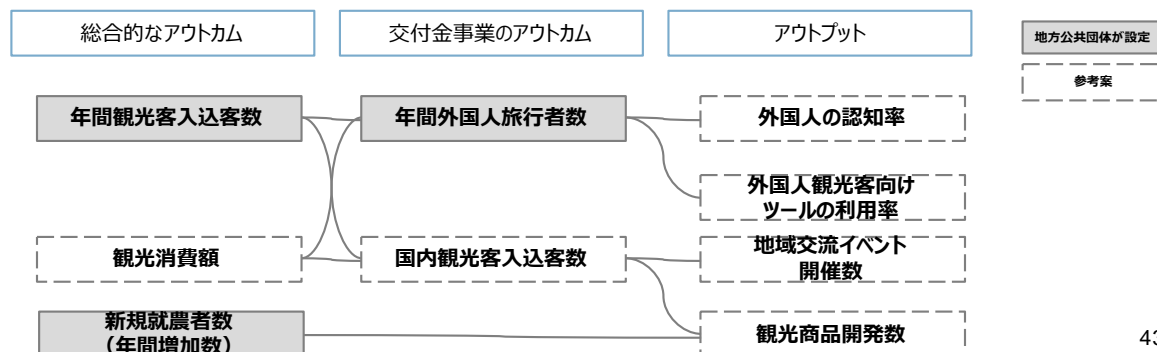 総合的なアウトカム
交付金事業のアウトカム
アウトプット
地方公共団体が設定
参考案
年間観光客入込客数
年間外国人旅行者数
外国人の認知率
外国人観光客向け
ツールの利用率
観光消費額
国内観光客入込客数
地域交流イベント
開催数
新規就農者数
（年間増加数）
観光商品開発数
43